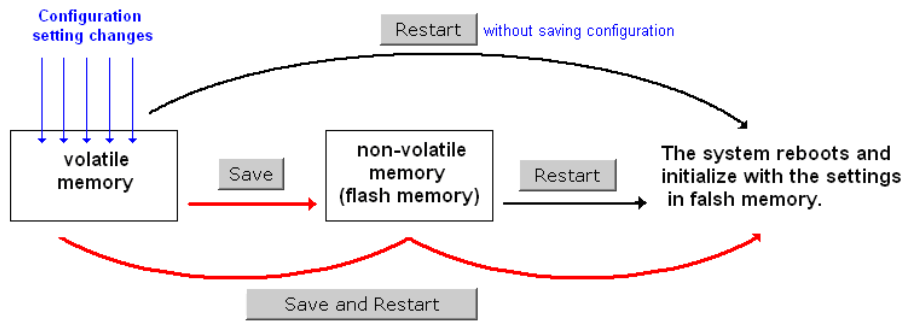 Configuration
setting changes
Restart without saving configuration
volatile
memory
Save
non-volatile
memory
(flash memory)
Restart
The system reboots and
initialize with the settings
in falsh memory.
Save and Restart